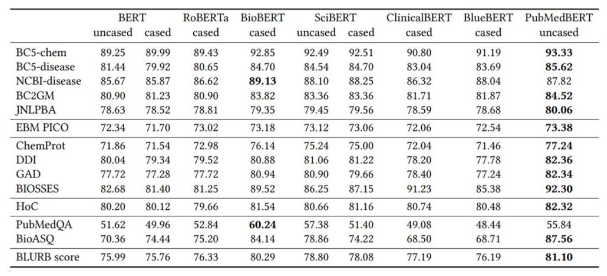 BERT RoBERTa BioBERT SciBERT ClinicalBERT BlueBERT PubMedBERT
uncased cased cased cased uncased cased cased cased uncased
BC5-chem 89.25 89.99 89.43 92.85 92.49 92.51 90.80 91.19 93.33
BC5-disease 81.44 79.92 80.65 84.70 84.54 84.70 83.04 83.69 85.62
NCBI-disease 85.67 85.87 86.62 89.13 88.10 88.25 86.32 88.04 87.82
BC2GM 80.90 81.23 80.90 83.82 83.36 83.36 81.71 81.87 84.52
JNLPBA 78.63 78.52 78.81 79.35 79.45 79.56 78.59 78.68 80.06
EBM PICO 72.34 71.70 73.02 73.18 73.12 73.06 72.06 72.54 73.38
ChemProt 71.86 71.54 72.98 76.14 75.24 75.00 72.04 71.46 77.24
DDI 80.04 79.34 79.52 80.88 81.06 81.22 78.20 77.78 82.36
GAD 77.72 77.28 77.72 80.94 80.90 79.66 78.40 77.24 82.34
BIOSSES 82.68 81.40 81.25 89.52 86.25 87.15 91.23 85.38 92.30
HoC 80.20 80.12 79.66 81.54 80.66 81.16 80.74 80.48 82.32
PubMedQA 51.62 49.96 52.84 60.24 57.38 51.40 49.08 48.44 55.84
BioASQ 70.36 74.44 75.20 84.14 78.86 74.22 68.50 68.71 87.56
BLURB score 75.99 75.76 76.33 80.29 78.80 78.08 77.19 76.19 81.10